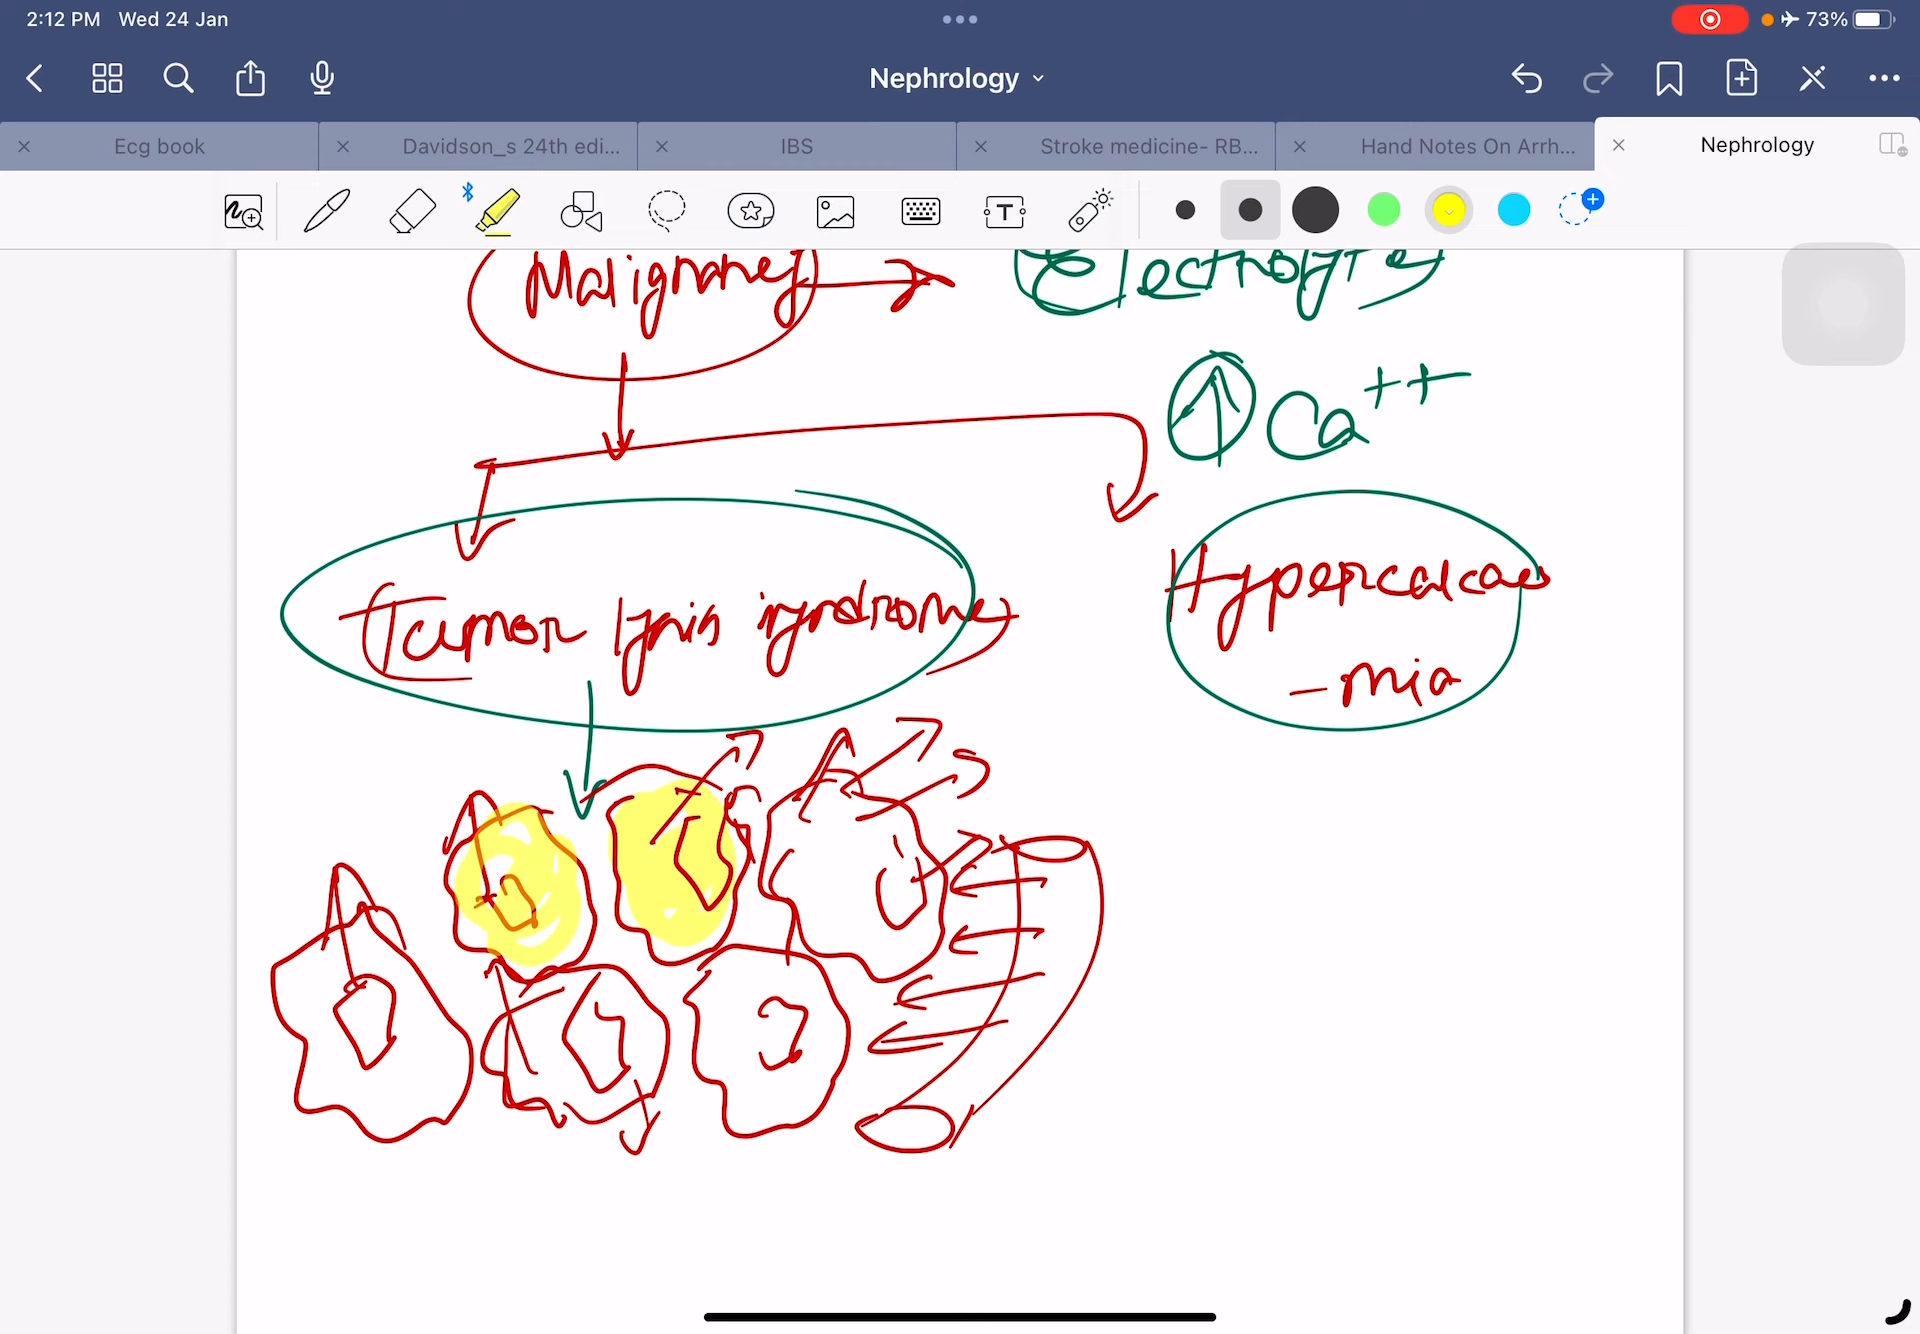 2:12 PM Wed 24 Jan
73%
Nephrology
Ecg book
Davidson_s 24th edi...
IBS
Stroke medicine- RB...
Hand Notes On Arrh...
Nephrology
T
Malignancy
Electrolyte
↑ Ca++
Tumor lysis syndrome
Hypercalcae
-mia